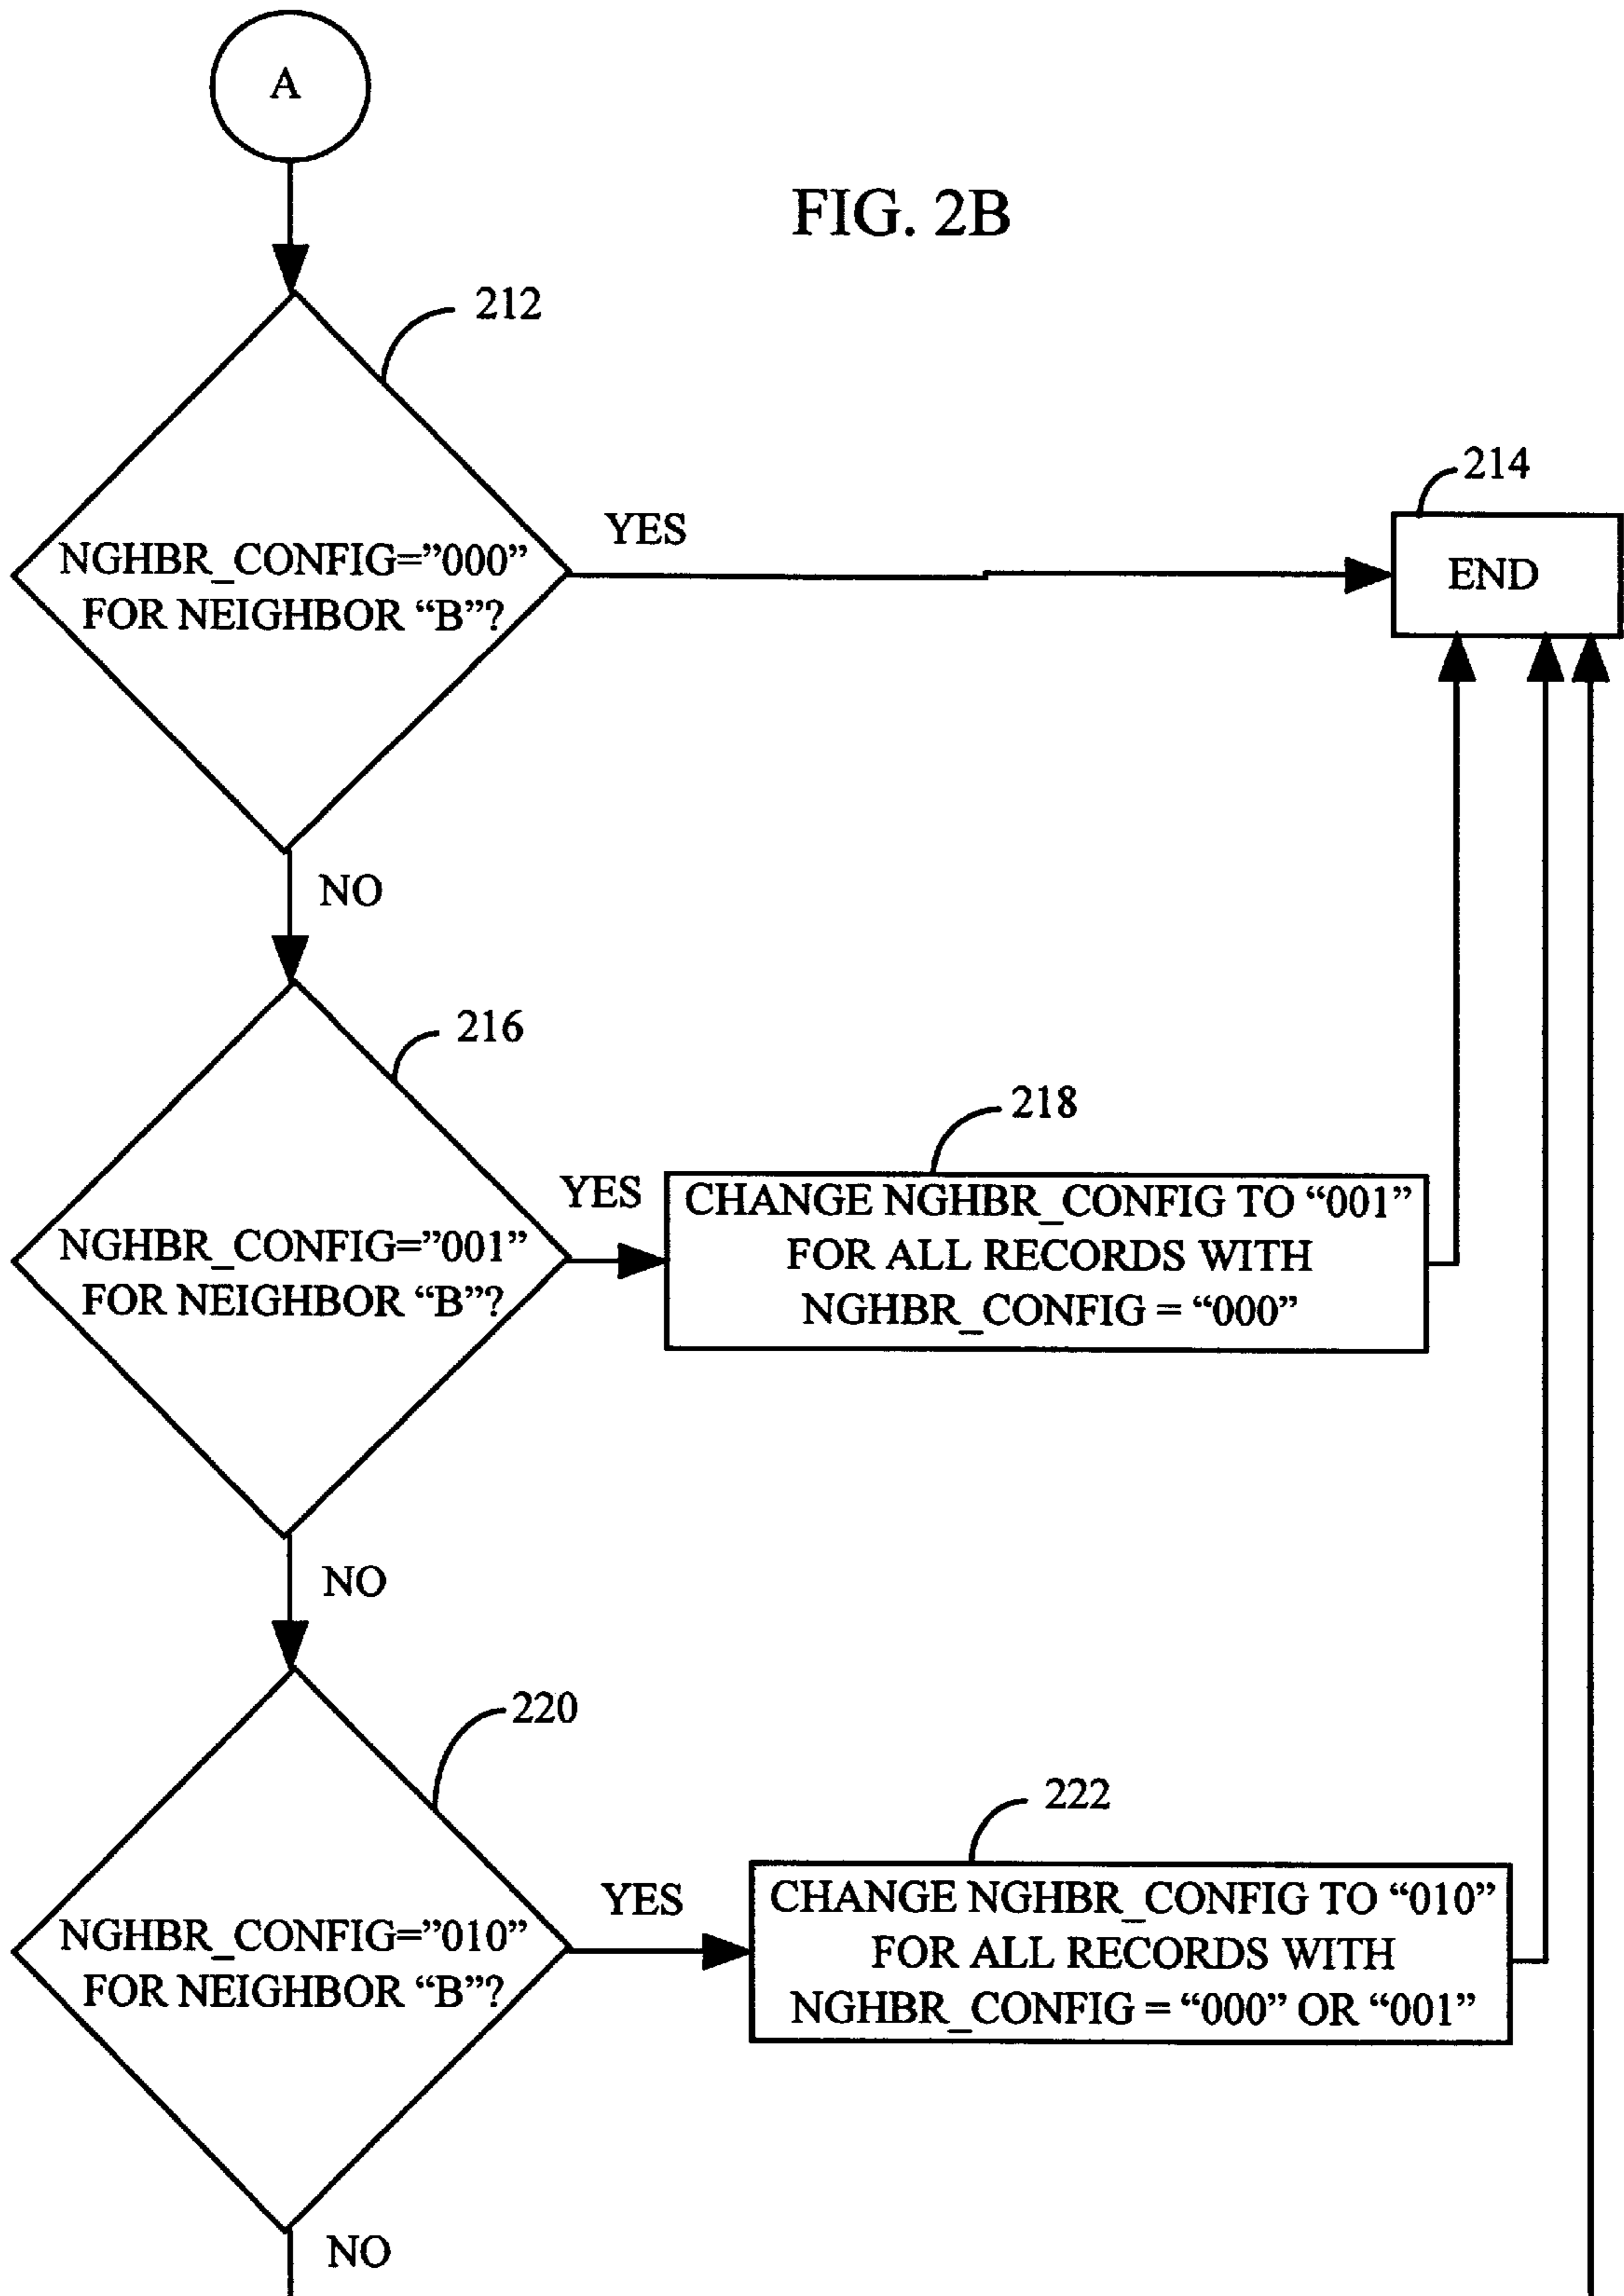 A
FIG. 2B
212
NGHBR_CONFIG=”000”
FOR NEIGHBOR “B”?
YES
214
END
NO
216
NGHBR_CONFIG=”001”
FOR NEIGHBOR “B”?
YES
218
CHANGE NGHBR_CONFIG TO “001”
FOR ALL RECORDS WITH
NGHBR_CONFIG = “000”
NO
220
NGHBR_CONFIG=”010”
FOR NEIGHBOR “B”?
YES
222
CHANGE NGHBR_CONFIG TO “010”
FOR ALL RECORDS WITH
NGHBR_CONFIG = “000” OR “001”
NO